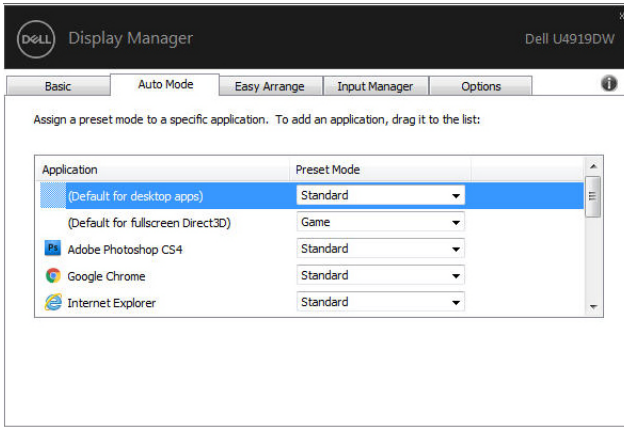 DELL Display Manager Dell U4919DW
Basic Auto Mode Easy Arrange Input Manager Options
Assign a preset mode to a specific application. To add an application, drag it to the list:
Application Preset Mode
(Default for desktop apps) Standard
(Default for fullscreen Direct3D) Game
Ps Adobe Photoshop CS4 Standard
Google Chrome Standard
Internet Explorer Standard